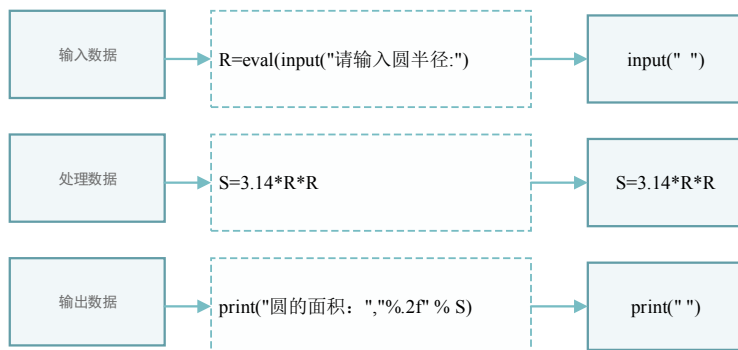 输入数据
R=eval(input("请输入圆半径:")
input("  ")
处理数据
S=3.14*R*R
S=3.14*R*R
输出数据
print("圆的面积：","%.2f" % S)
print(" ")